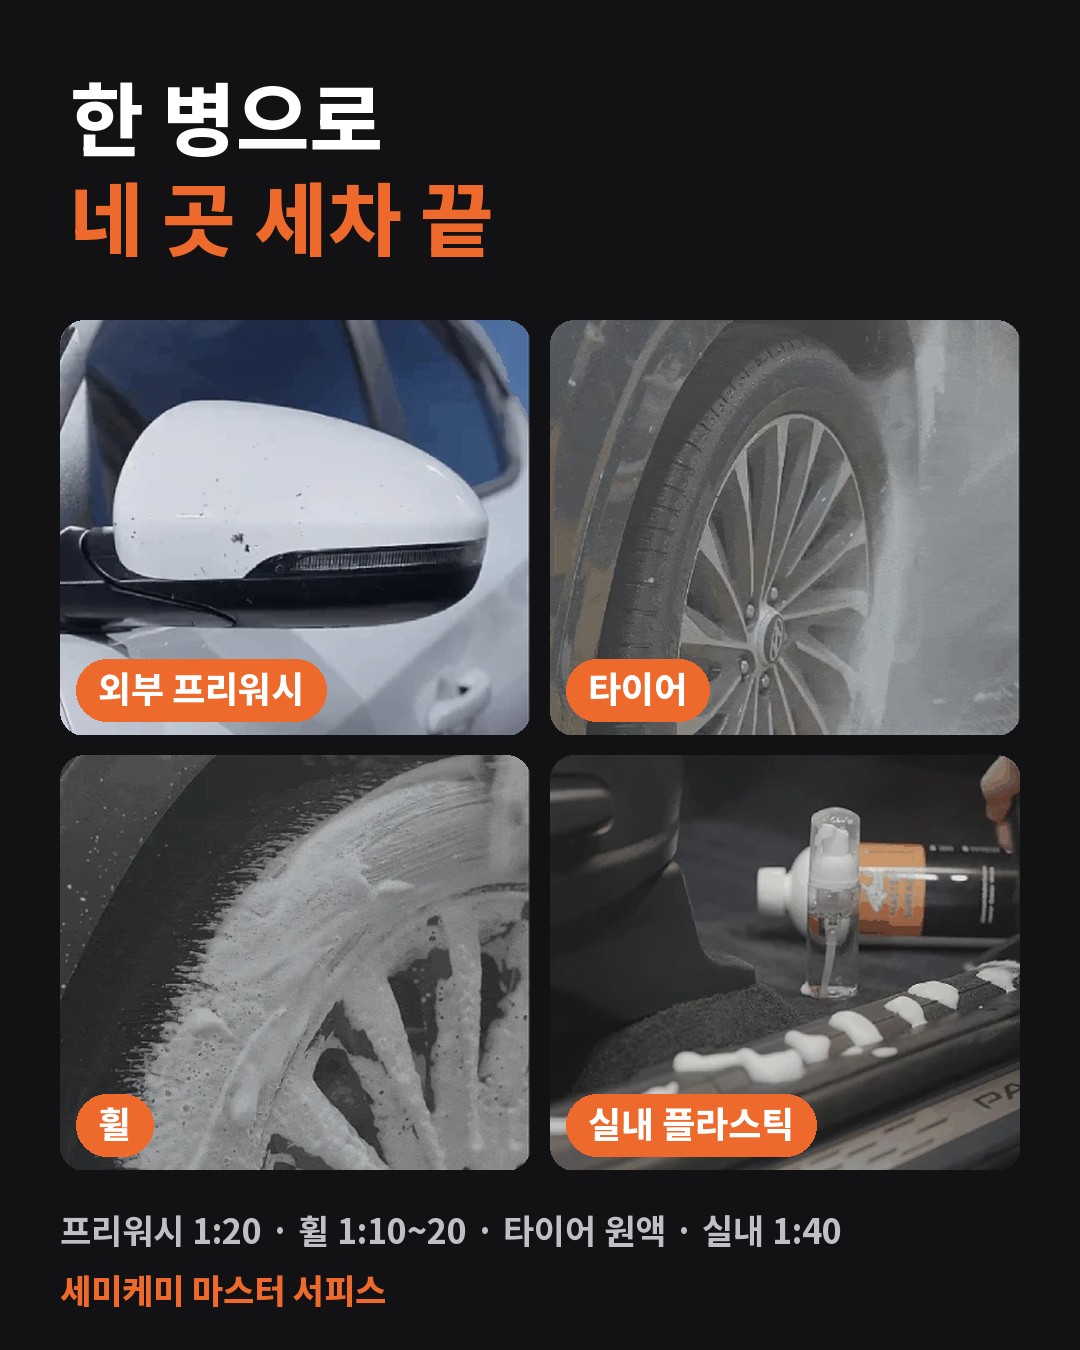 한 병으로
네 곳 세차 끝
외부 프리워시
타이어
휠
실내 플라스틱
프리워시 1:20 · 휠 1:10~20 · 타이어 원액 · 실내 1:40
세미케미 마스터 서피스